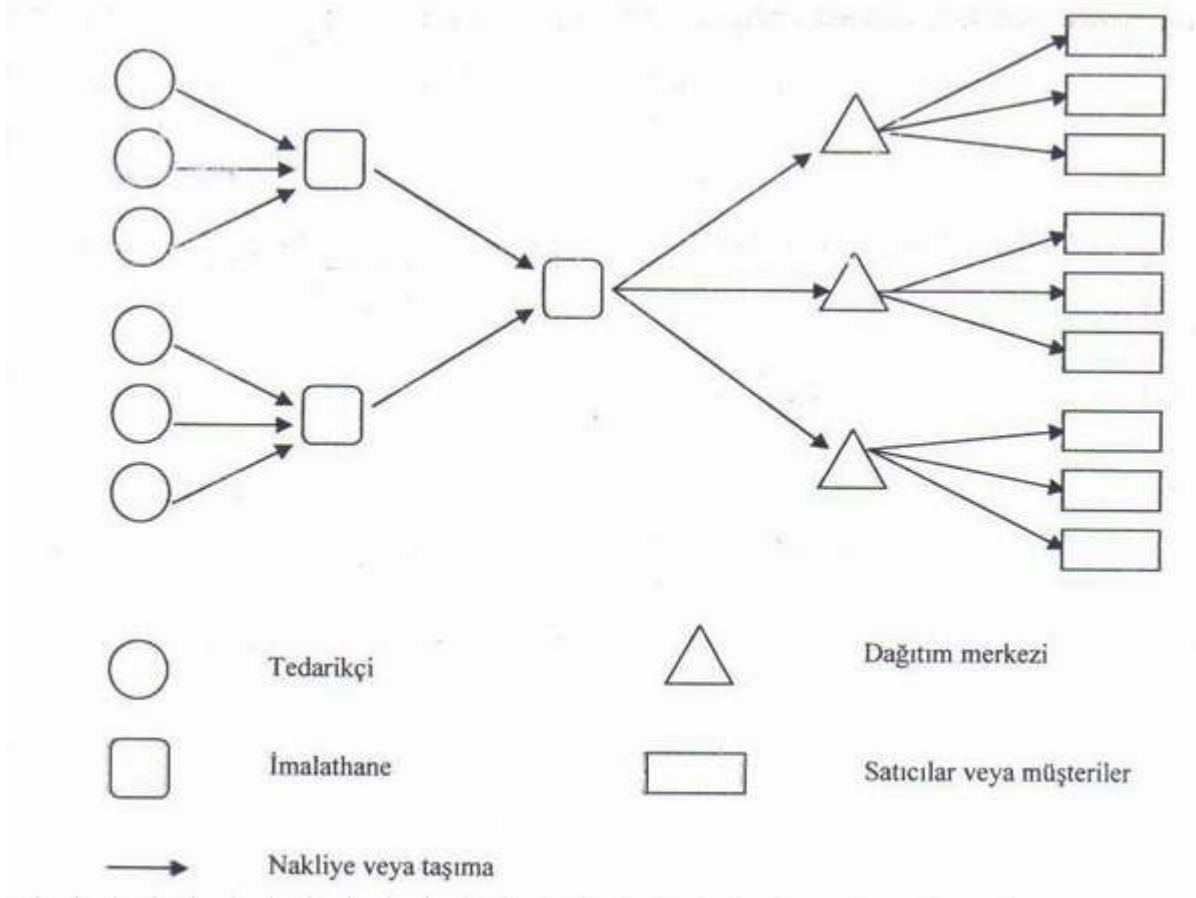 Tedarikçi
Dağıtım merkezi
İmalathane
Satıcılar veya müşteriler
Nakliye veya taşıma